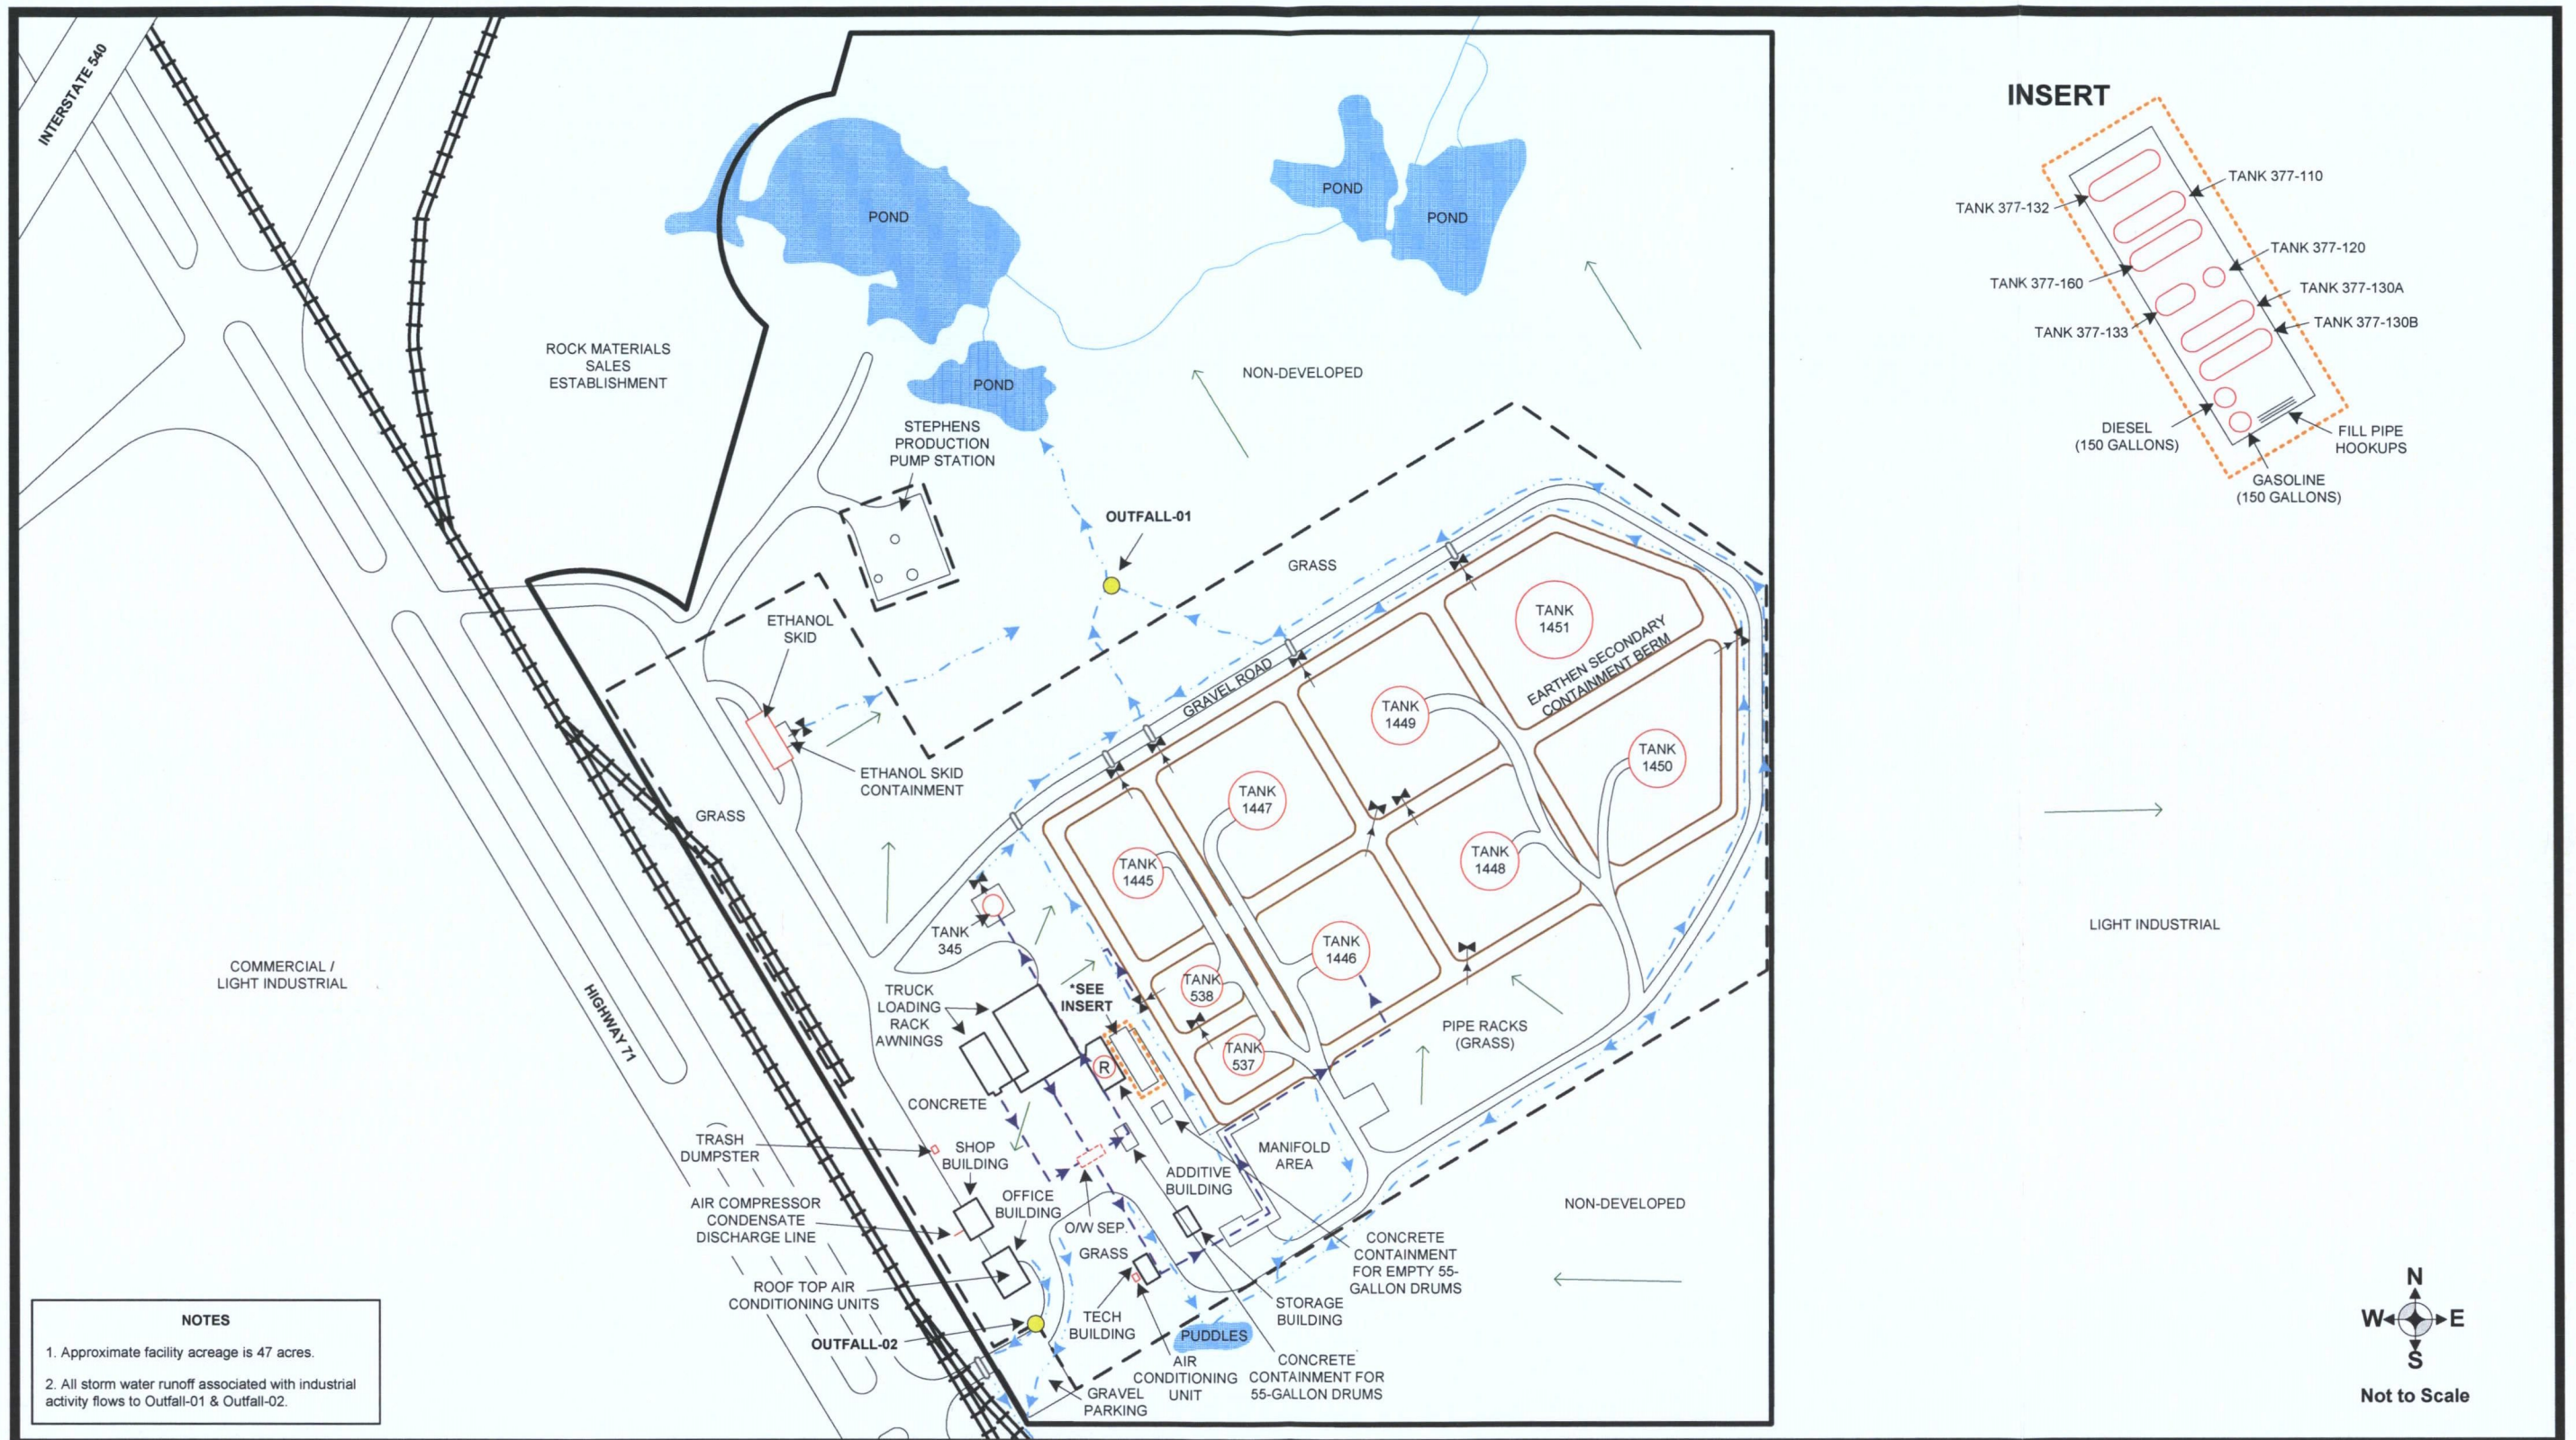 INTERSTATE 540
INSERT
TANK 377-110
TANK 377-132
TANK 377-120
TANK 377-160
TANK 377-130A
TANK 377-133
TANK 377-130B
DIESEL
(150 GALLONS)
FILL PIPE
HOOKUPS
GASOLINE
(150 GALLONS)
POND
POND
POND
POND
ROCK MATERIALS
SALES
ESTABLISHMENT
NON-DEVELOPED
STEPHENS
PRODUCTION
PUMP STATION
OUTFALL-01
GRASS
ETHANOL
SKID
TANK
1451
EARTHEN SECONDARY
CONTAINMENT BERM
GRAVEL ROAD
TANK
1449
TANK
1450
ETHANOL SKID
CONTAINMENT
GRASS
TANK
1447
TANK
1445
TANK
1448
TANK
345
TANK
1446
COMMERCIAL /
LIGHT INDUSTRIAL
LIGHT INDUSTRIAL
HIGHWAY 71
TRUCK
LOADING
RACK
AWNINGS
*SEE
INSERT
TANK
538
TANK
537
PIPE RACKS
(GRASS)
R
CONCRETE
TRASH
DUMPSTER
SHOP
BUILDING
MANIFOLD
AREA
ADDITIVE
BUILDING
AIR COMPRESSOR
CONDENSATE
DISCHARGE LINE
OFFICE
BUILDING
O/W SEP.
GRASS
NON-DEVELOPED
CONCRETE
CONTAINMENT
FOR EMPTY 55-
GALLON DRUMS
ROOF TOP AIR
CONDITIONING UNITS
OUTFALL-02
TECH
BUILDING
STORAGE
BUILDING
PUDDLES
AIR
CONDITIONING
UNIT
CONCRETE
CONTAINMENT FOR
55-GALLON DRUMS
GRAVEL
PARKING
NOTES
1. Approximate facility acreage is 47 acres.
2. All storm water runoff associated with industrial
activity flows to Outfall-01 & Outfall-02.
N
W E
S
Not to Scale